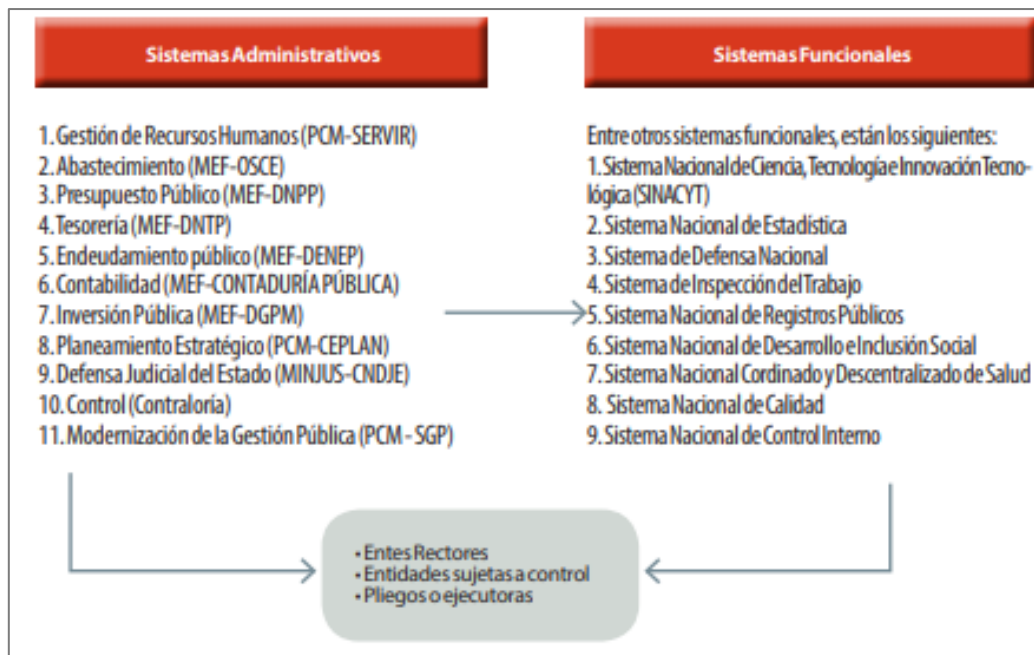 Sistemas Administrativos
1. Gestión de Recursos Humanos (PCM-SERVIR)
2. Abastecimiento (MEF-OSCE)
3. Presupuesto Público (MEF-DNPP)
4. Tesorería (MEF-DNTP)
5. Endeudamiento público (MEF-DENEP)
6. Contabilidad (MEF-CONTADURÍA PÚBLICA)
7. Inversión Pública (MEF-DGPM)
8. Planeamiento Estratégico (PCM-CEPLAN)
9. Defensa Judicial del Estado (MINJUS-CNDJE)
10. Control (Contraloría)
11. Modernización de la Gestión Pública (PCM - SGP)
Sistemas Funcionales
Entre otros sistemas funcionales, están los siguientes:
1. Sistema Nacional de Ciencia, Tecnología e Innovación Tecno-
lógica (SINACYT)
2. Sistema Nacional de Estadística
3. Sistema de Defensa Nacional
4. Sistema de Inspección del Trabajo
5. Sistema Nacional de Registros Públicos
6. Sistema Nacional de Desarrollo e Inclusión Social
7. Sistema Nacional Cordinado y Descentralizado de Salud
8. Sistema Nacional de Calidad
9. Sistema Nacional de Control Interno
• Entes Rectores
• Entidades sujetas a control
• Pliegos o ejecutoras